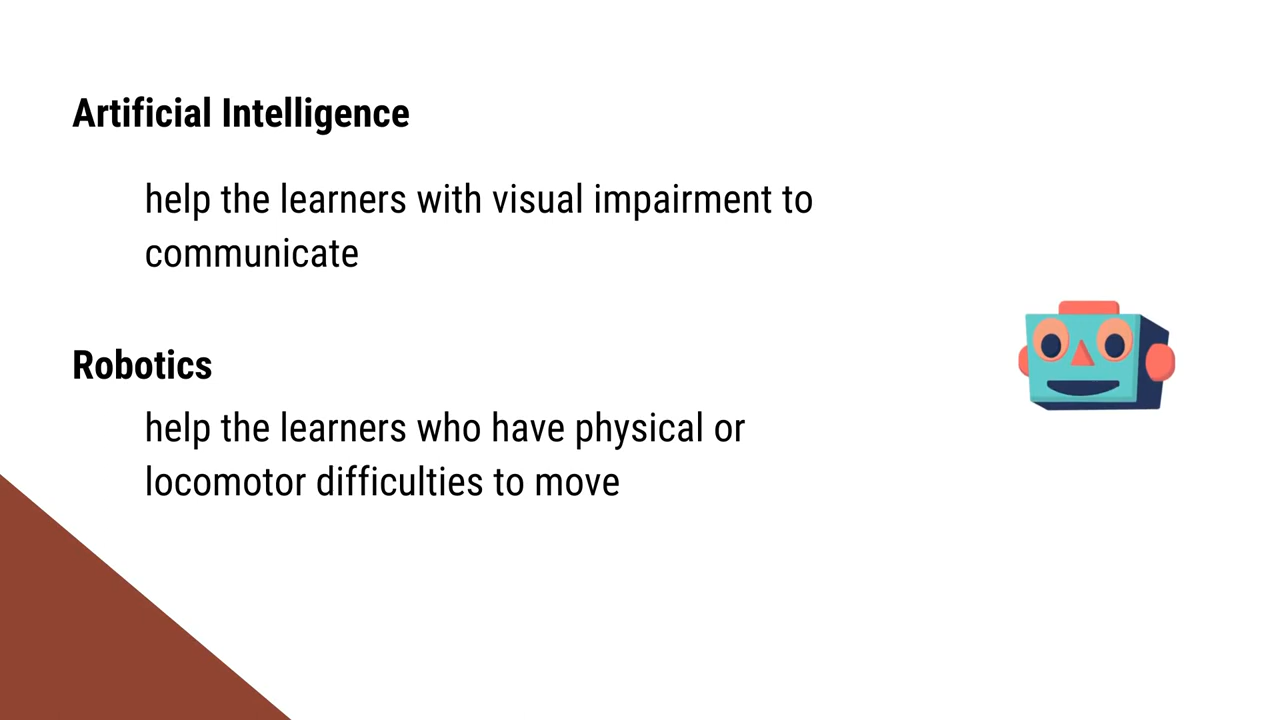 Artificial Intelligence
help the learners with visual impairment to
communicate
Robotics
help the learners who have physical or
locomotor difficulties to move